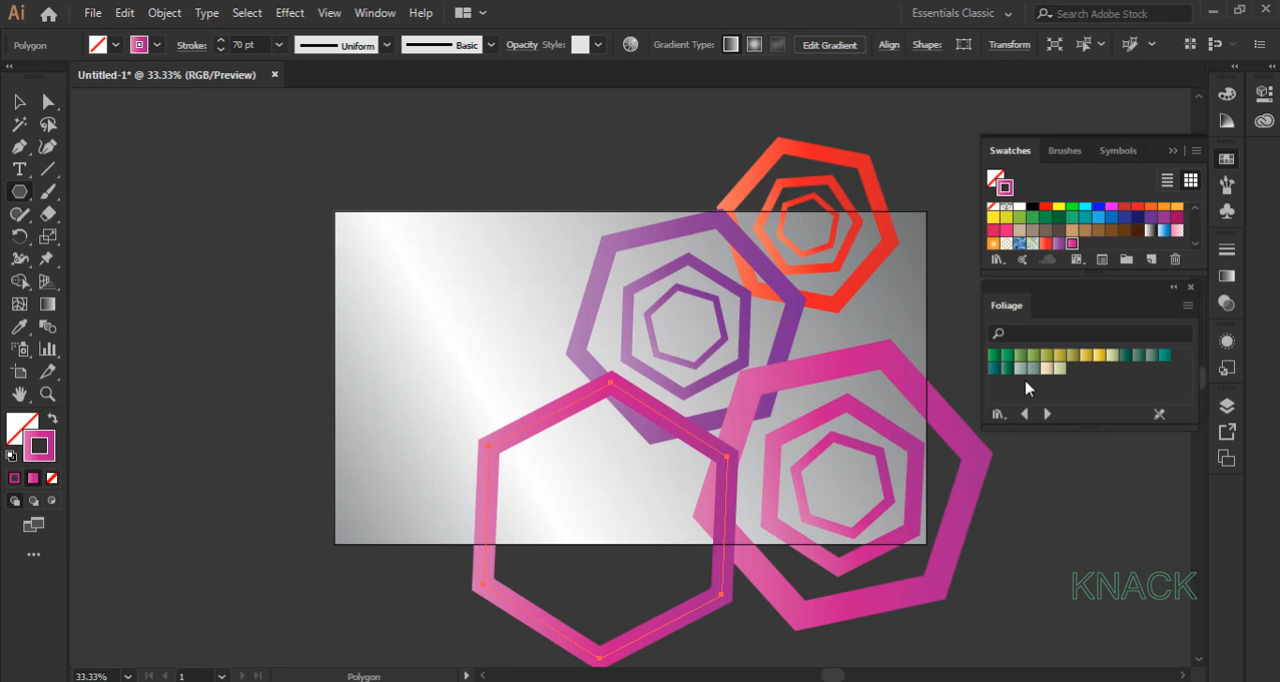 Ai File Edit Object Type Select Effect View Window Help Essentials Classic Search Adobe Stock
Polygon Stroke: 70 pt Uniform Basic Opacity Style: Gradient Type: Edit Gradient Align Shape: Transform
Untitled-1* @ 33.33% (RGB/Preview)
Swatches Brushes Symbols
Foliage
KNACK
33.33% 1 Polygon